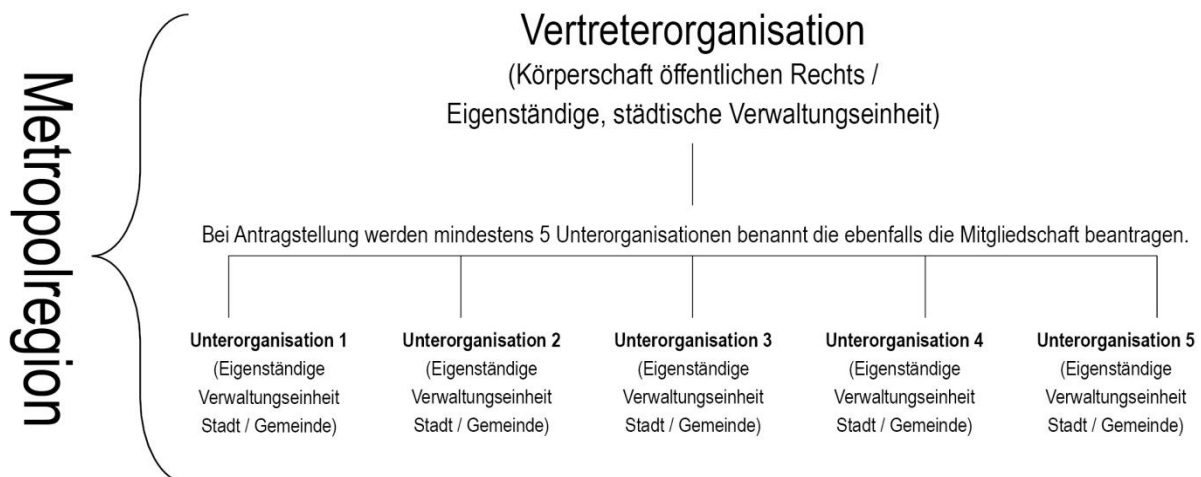 Metropolregion
Vertreterorganisation
(Körperschaft öffentlichen Rechts /
Eigenständige, städtische Verwaltungseinheit)
Bei Antragstellung werden mindestens 5 Unterorganisationen benannt die ebenfalls die Mitgliedschaft beantragen.
Unterorganisation 1
(Eigenständige
Verwaltungseinheit
Stadt / Gemeinde)
Unterorganisation 2
(Eigenständige
Verwaltungseinheit
Stadt / Gemeinde)
Unterorganisation 3
(Eigenständige
Verwaltungseinheit
Stadt / Gemeinde)
Unterorganisation 4
(Eigenständige
Verwaltungseinheit
Stadt / Gemeinde)
Unterorganisation 5
(Eigenständige
Verwaltungseinheit
Stadt / Gemeinde)